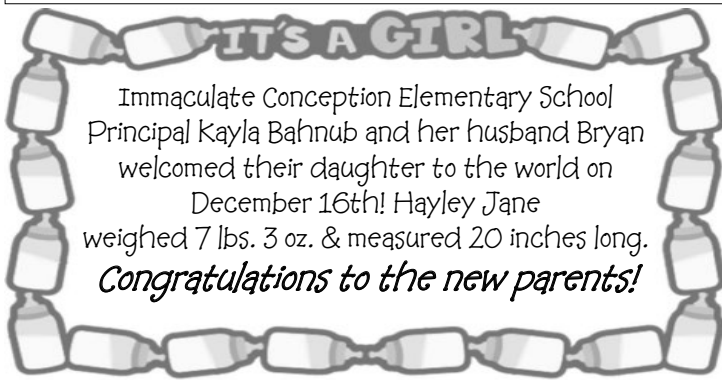 IT'S A GIRL
Immaculate Conception Elementary School
Principal Kayla Bahnub and her husband Bryan
welcomed their daughter to the world on
December 16th! Hayley Jane
weighed 7 lbs. 3 oz. & measured 20 inches long.
Congratulations to the new parents!